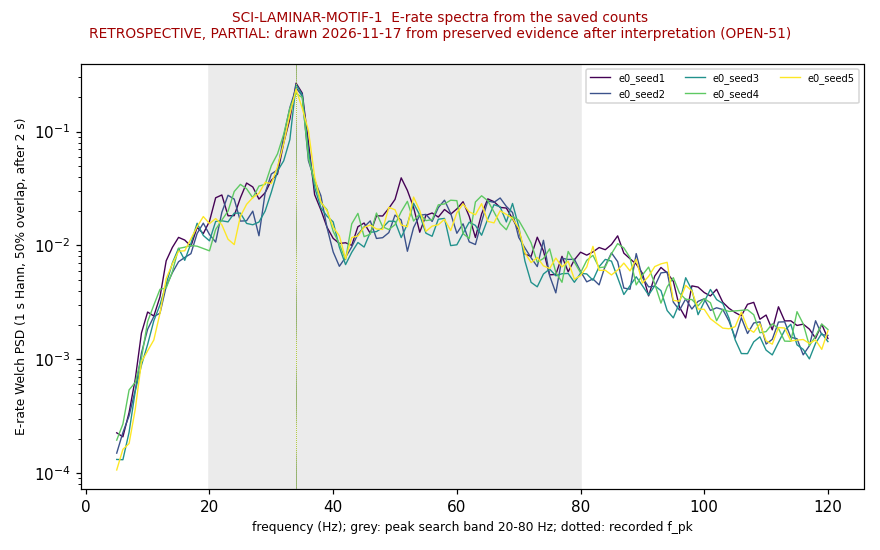 SCI-LAMINAR-MOTIF-1 E-rate spectra from the saved counts
RETROSPECTIVE, PARTIAL: drawn 2026-11-17 from preserved evidence after interpretation (OPEN-51)
E-rate Welch PSD (1 s Hann, 50% overlap, after 2 s)
10⁻¹
10⁻²
10⁻³
10⁻⁴
e0_seed1
e0_seed2
e0_seed3
e0_seed4
e0_seed5
0 20 40 60 80 100 120
frequency (Hz); grey: peak search band 20-80 Hz; dotted: recorded f_pk